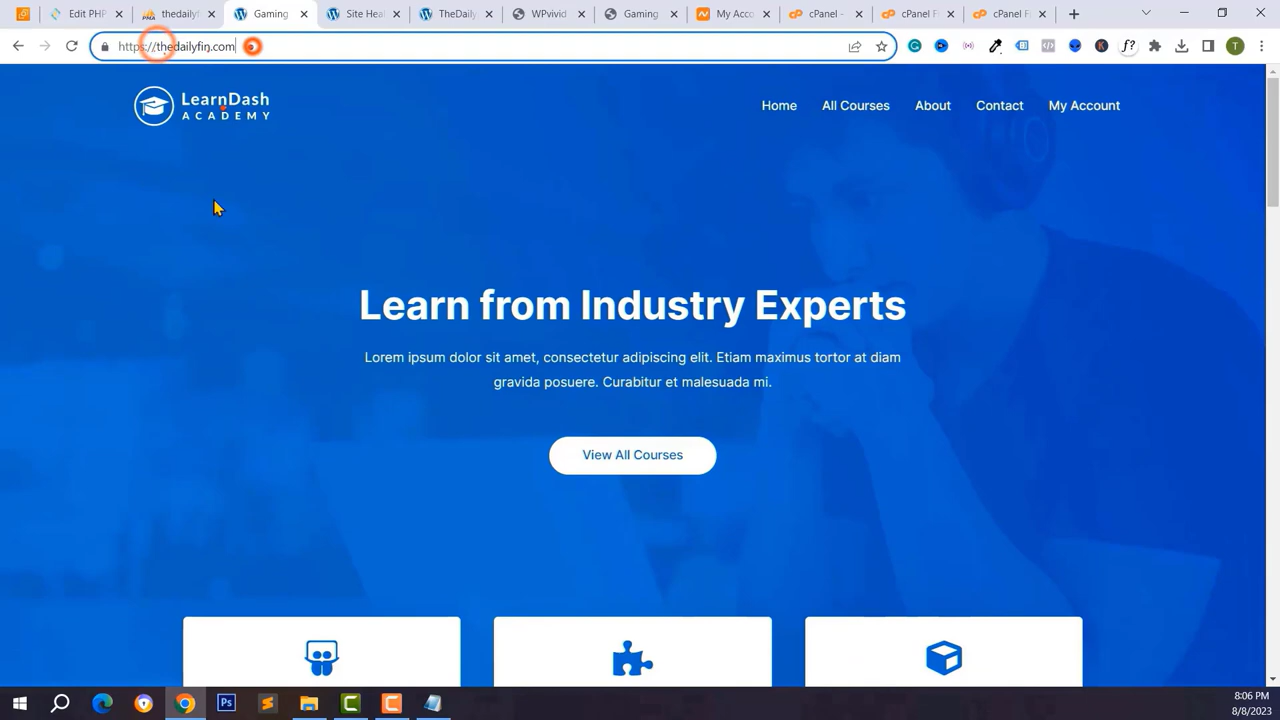 Edit PHP
thedailyfin
Gaming
Site Hea
TheDaily
WPvivid
Gaming
My Acco
cPanel -
cPanel F
cPanel F
https://thedailyfin.com
T
LearnDash
ACADEMY
Home
All Courses
About
Contact
My Account
Learn from Industry Experts
Lorem ipsum dolor sit amet, consectetur adipiscing elit. Etiam maximus tortor at diam
gravida posuere. Curabitur et malesuada mi.
View All Courses
8:06 PM
8/8/2023